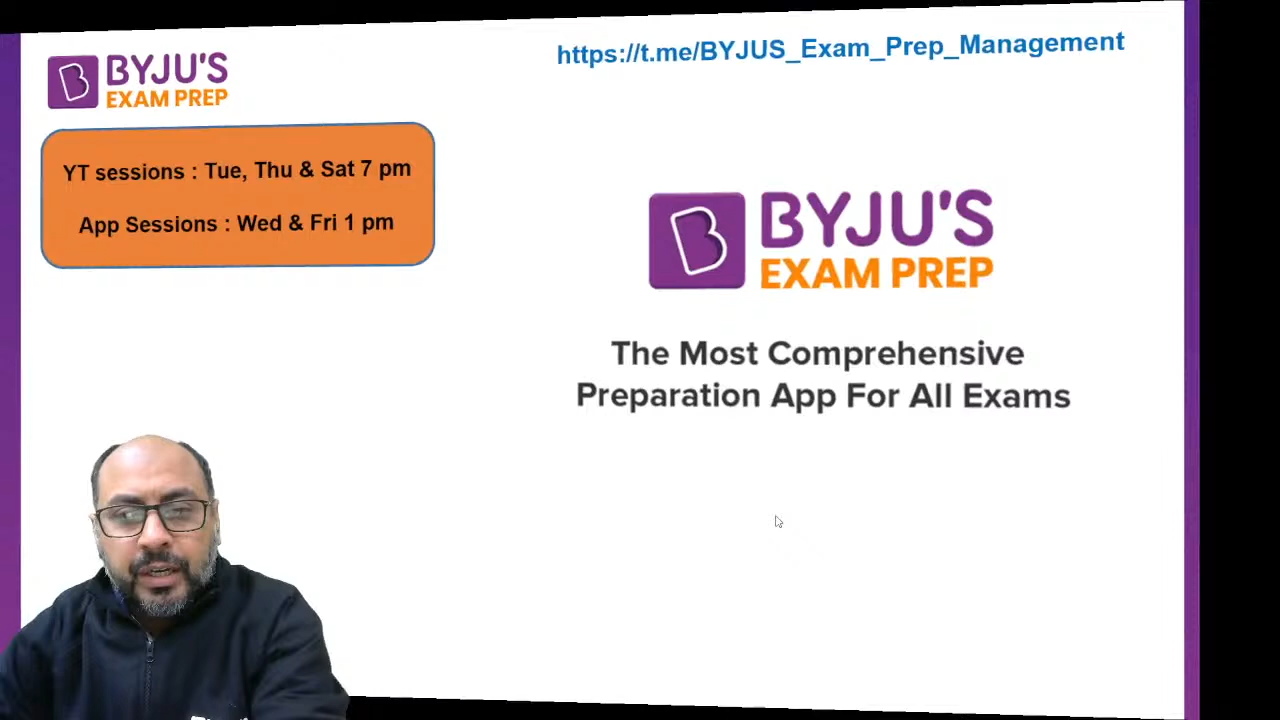 https://t.me/BYJUS_Exam_Prep_Management
BYJU'S
EXAM PREP
YT sessions : Tue, Thu & Sat 7 pm
App Sessions : Wed & Fri 1 pm
BYJU'S
EXAM PREP
The Most Comprehensive
Preparation App For All Exams